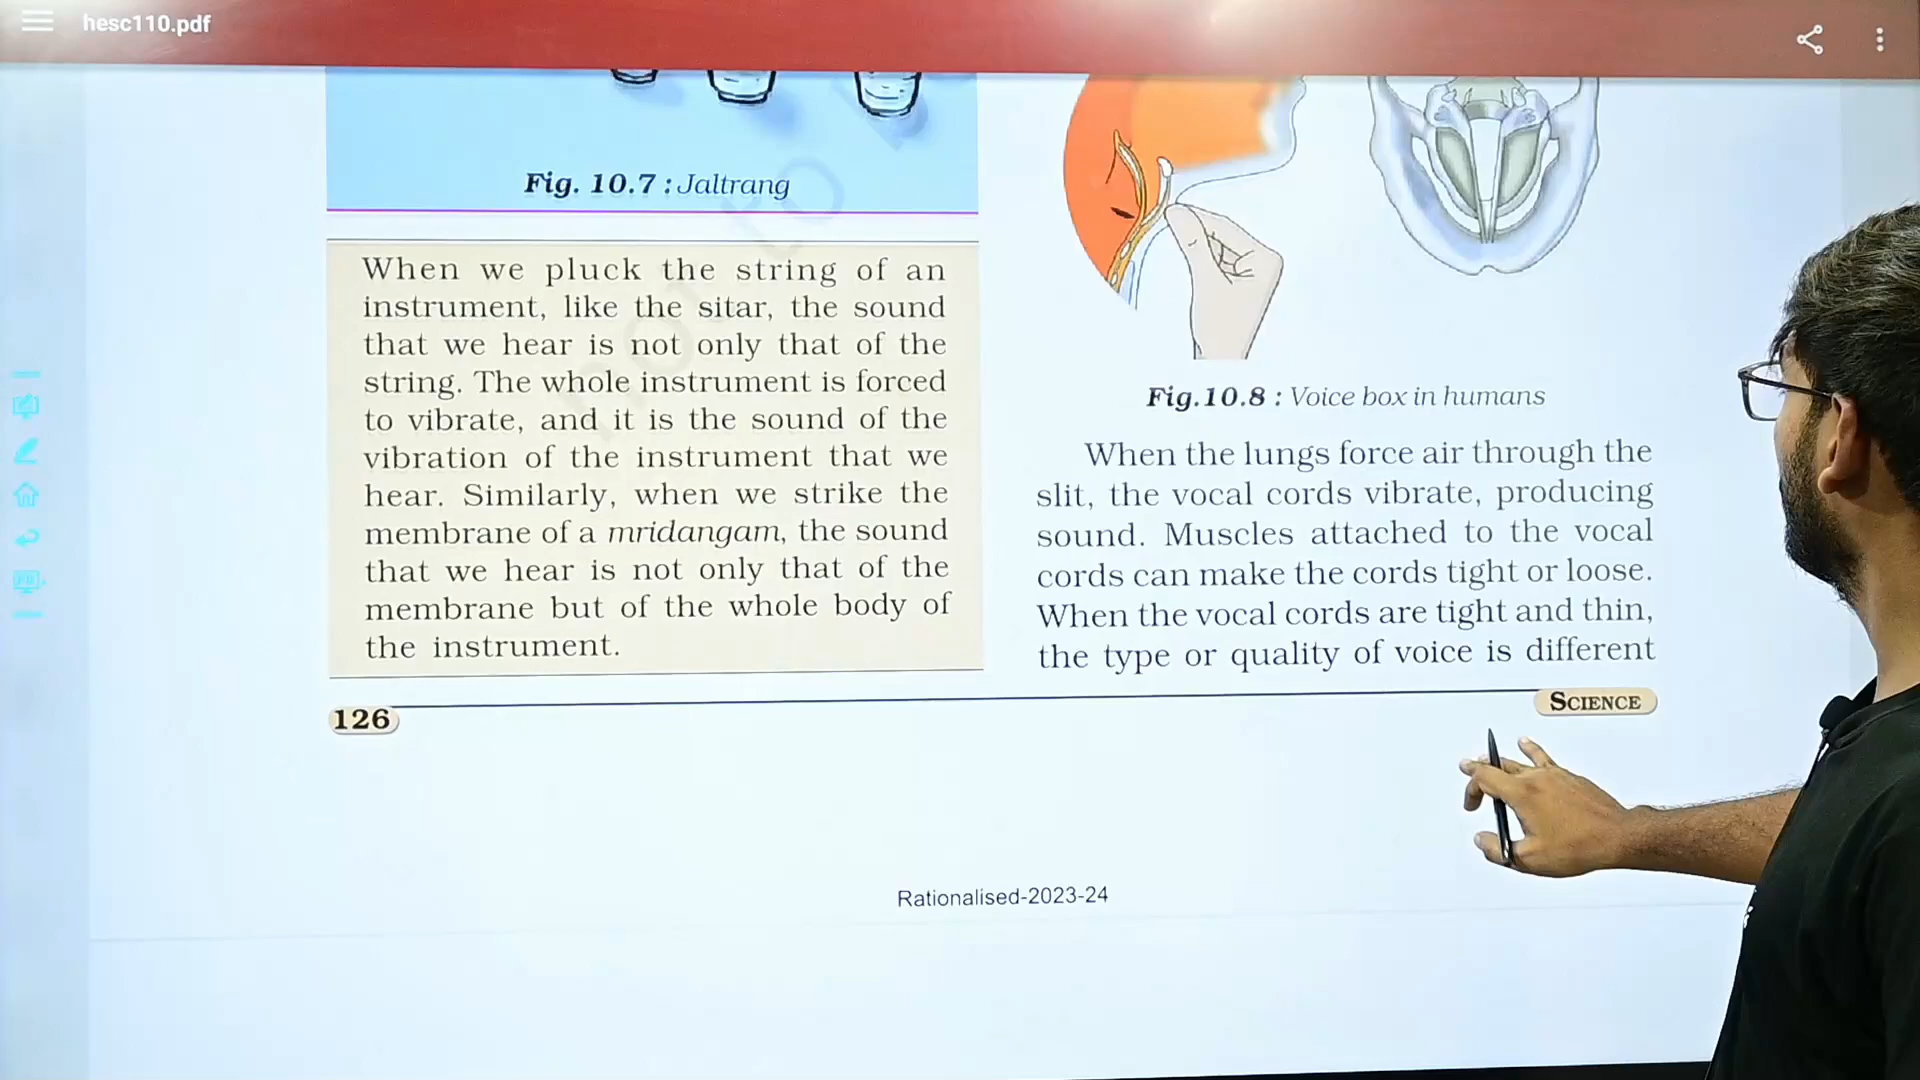 hesc110.pdf
Fig. 10.7 : Jaltrang
When we pluck the string of an
instrument, like the sitar, the sound
that we hear is not only that of the
string. The whole instrument is forced
to vibrate, and it is the sound of the
vibration of the instrument that we
hear. Similarly, when we strike the
membrane of a mridangam, the sound
that we hear is not only that of the
membrane but of the whole body of
the instrument.
Fig.10.8 : Voice box in humans
When the lungs force air through the
slit, the vocal cords vibrate, producing
sound. Muscles attached to the vocal
cords can make the cords tight or loose.
When the vocal cords are tight and thin,
the type or quality of voice is different
126
SCIENCE
Rationalised-2023-24
not to